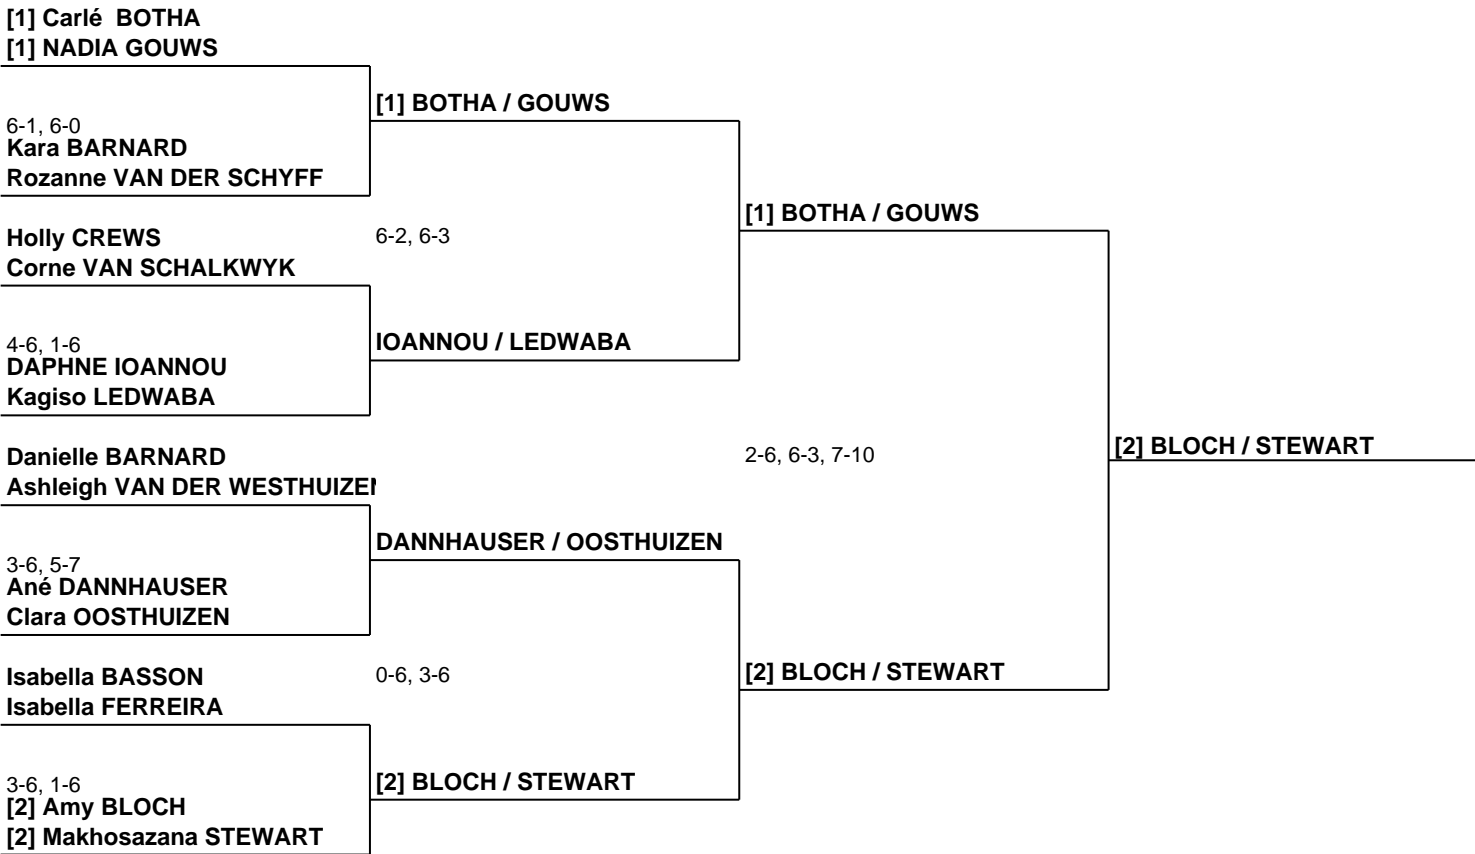 [1] Carlé  BOTHA
[1] NADIA GOUWS
[1] BOTHA / GOUWS
6-1, 6-0
Kara BARNARD
Rozanne VAN DER SCHYFF
[1] BOTHA / GOUWS
Holly CREWS
6-2, 6-3
Corne VAN SCHALKWYK
IOANNOU / LEDWABA
4-6, 1-6
DAPHNE IOANNOU
Kagiso LEDWABA
[2] BLOCH / STEWART
Danielle BARNARD
2-6, 6-3, 7-10
Ashleigh VAN DER WESTHUIZEN
DANNHAUSER / OOSTHUIZEN
3-6, 5-7
Ané DANNHAUSER
Clara OOSTHUIZEN
[2] BLOCH / STEWART
Isabella BASSON
0-6, 3-6
Isabella FERREIRA
[2] BLOCH / STEWART
3-6, 1-6
[2] Amy BLOCH
[2] Makhosazana STEWART